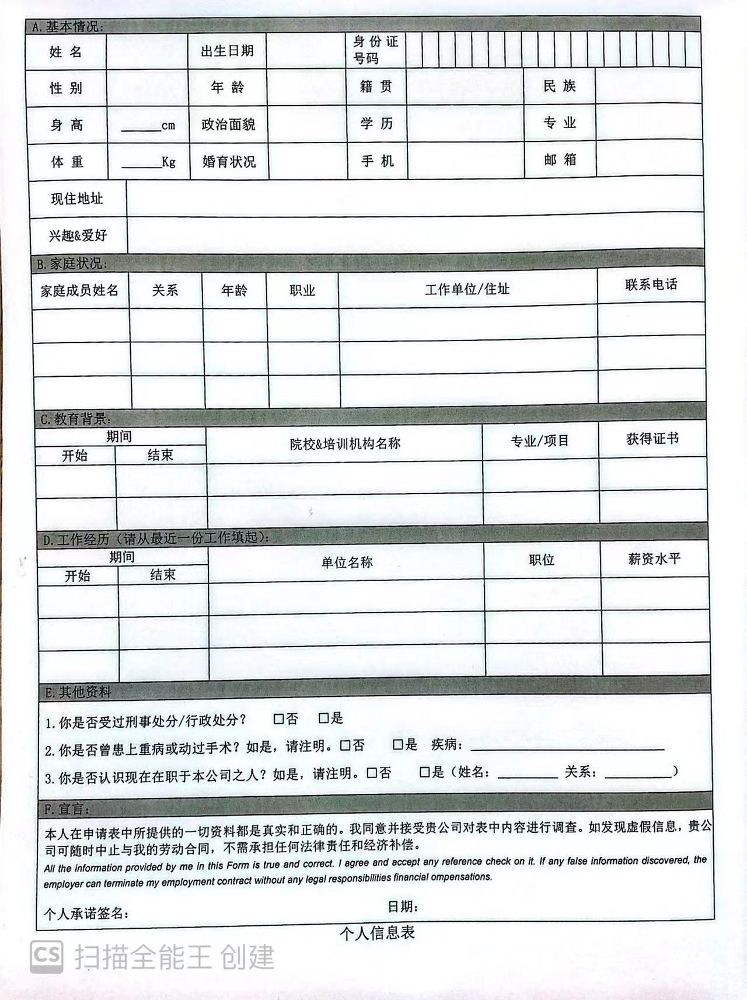 A.基本情况:
姓 名 出生日期 身份证号码
性 别 年 龄 籍 贯 民 族
身 高 ______cm 政治面貌 学 历 专 业
体 重 ______Kg 婚育状况 手 机 邮 箱
现住地址
兴趣&爱好
B.家庭状况:
家庭成员姓名 关系 年龄 职业 工作单位/住址 联系电话
C.教育背景:
期间 院校&培训机构名称 专业/项目 获得证书
开始 结束
D.工作经历（请从最近一份工作填起）:
期间 单位名称 职位 薪资水平
开始 结束
E.其他资料
1.你是否受过刑事处分/行政处分？ □否 □是
2.你是否曾患上重病或动过手术？如是，请注明。□否 □是 疾病：______
3.你是否认识现在在职于本公司之人？如是，请注明。□否 □是（姓名：______ 关系：______）
F.宣言:
本人在申请表中所提供的一切资料都是真实和正确的。我同意并接受贵公司对表中内容进行调查。如发现虚假信息，贵公
司可随时中止与我的劳动合同，不需承担任何法律责任和经济补偿。
All the information provided by me in this Form is true and correct. I agree and accept any reference check on it. If any false information discovered, the
employer can terminate my employment contract without any legal responsibilities financial ompensations.
个人承诺签名: 日期:
个人信息表
CS 扫描全能王 创建